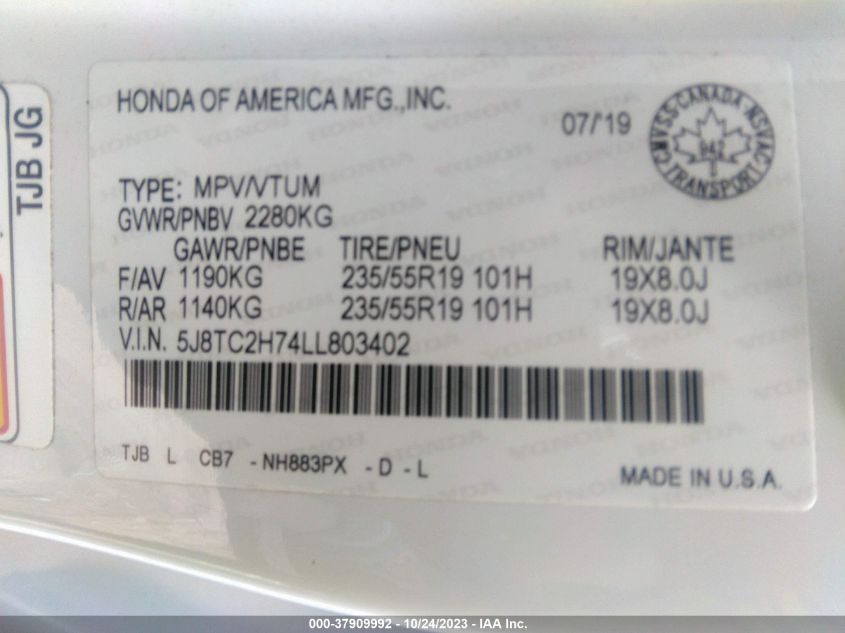 TJB JG
HONDA OF AMERICA MFG.,INC.
07/'19
CMVSS·CANADA·NSVAC
842
TRANSPORT
TYPE: MPV/VTUM
GVWR/PNBV 2280KG
GAWR/PNBE TIRE/PNEU RIM/JANTE
F/AV 1190KG 235/55R19 101H 19X8.0J
R/AR 1140KG 235/55R19 101H 19X8.0J
V.I.N. 5J8TC2H74LL803402
TJB L CB7 -NH883PX -D -L
MADE IN U.S.A.
000-37909992 - 10/24/2023 - IAA Inc.